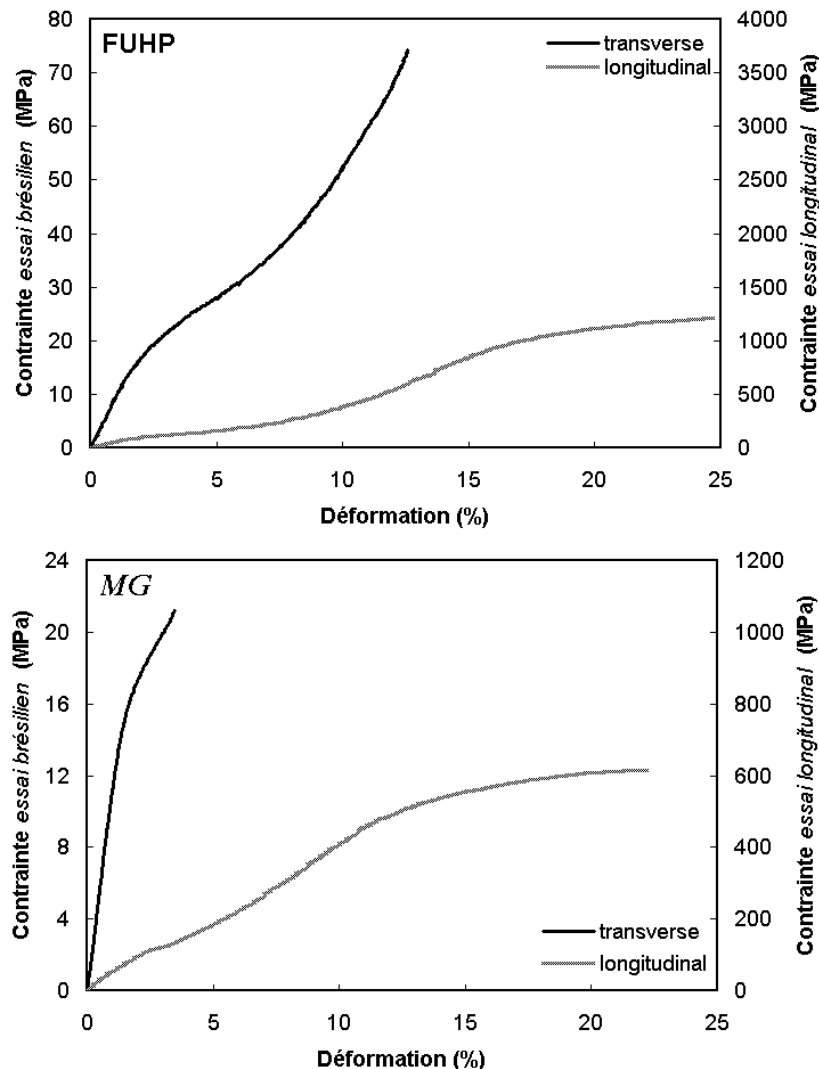 FUHP
transverse
longitudinal
Contrainte essai brésilien (MPa)
80
70
60
50
40
30
20
10
0
4000
3500
3000
2500
2000
1500
1000
500
0
Contrainte essai longitudinal (MPa)
0 5 10 15 20 25
Déformation (%)
MG
Contrainte essai brésilien (MPa)
24
20
16
12
8
4
0
1200
1000
800
600
400
200
0
Contrainte essai longitudinal (MPa)
transverse
longitudinal
0 5 10 15 20 25
Déformation (%)